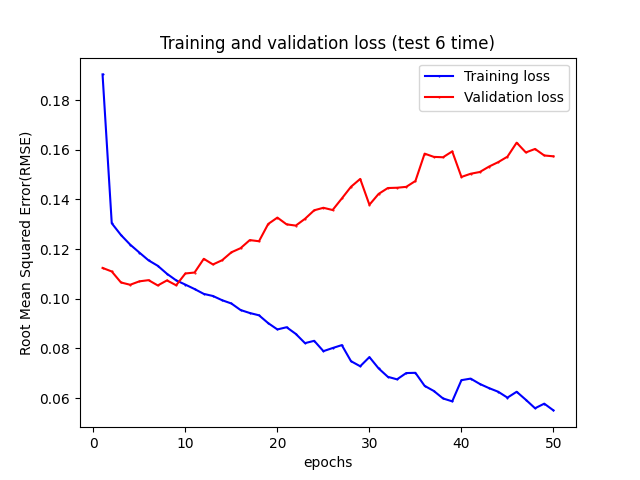 Training and validation loss (test 6 time)
Training loss
Validation loss
Root Mean Squared Error(RMSE)
0.18
0.16
0.14
0.12
0.10
0.08
0.06
0 10 20 30 40 50
epochs